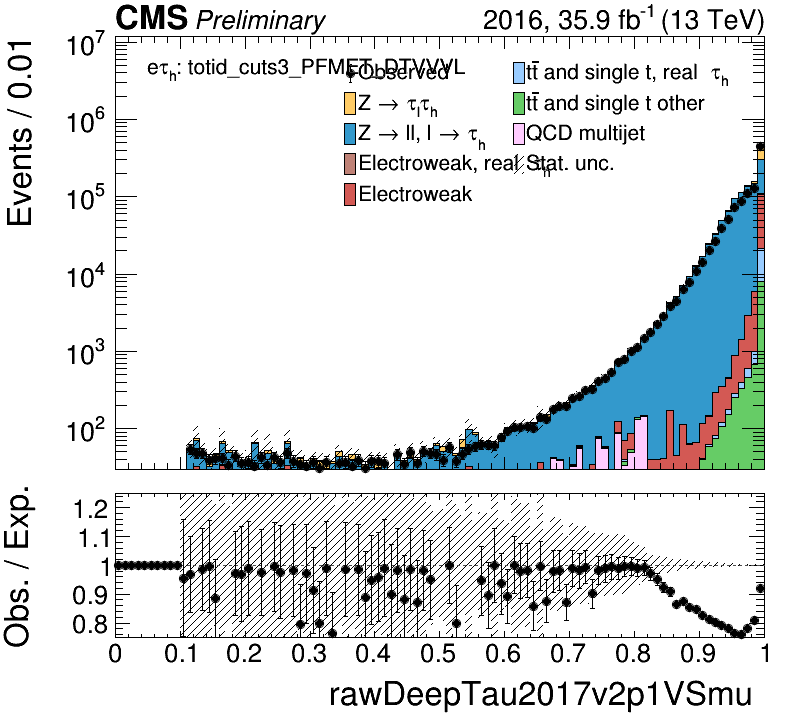 CMS Preliminary 2016, 35.9 fb⁻¹ (13 TeV)
Events / 0.01
10⁷
10⁶
10⁵
10⁴
10³
10²
eτₕ: totid_cuts3_PFMET_DTVVVL
Observed
Z → τₗτₕ
Z → ll, l → τₕ
Electroweak, real τₕ
Electroweak
tt̄ and single t, real τₕ
tt̄ and single t other
QCD multijet
Stat. unc.
Obs. / Exp.
1.2
1.1
1
0.9
0.8
0 0.1 0.2 0.3 0.4 0.5 0.6 0.7 0.8 0.9 1
rawDeepTau2017v2p1VSmu